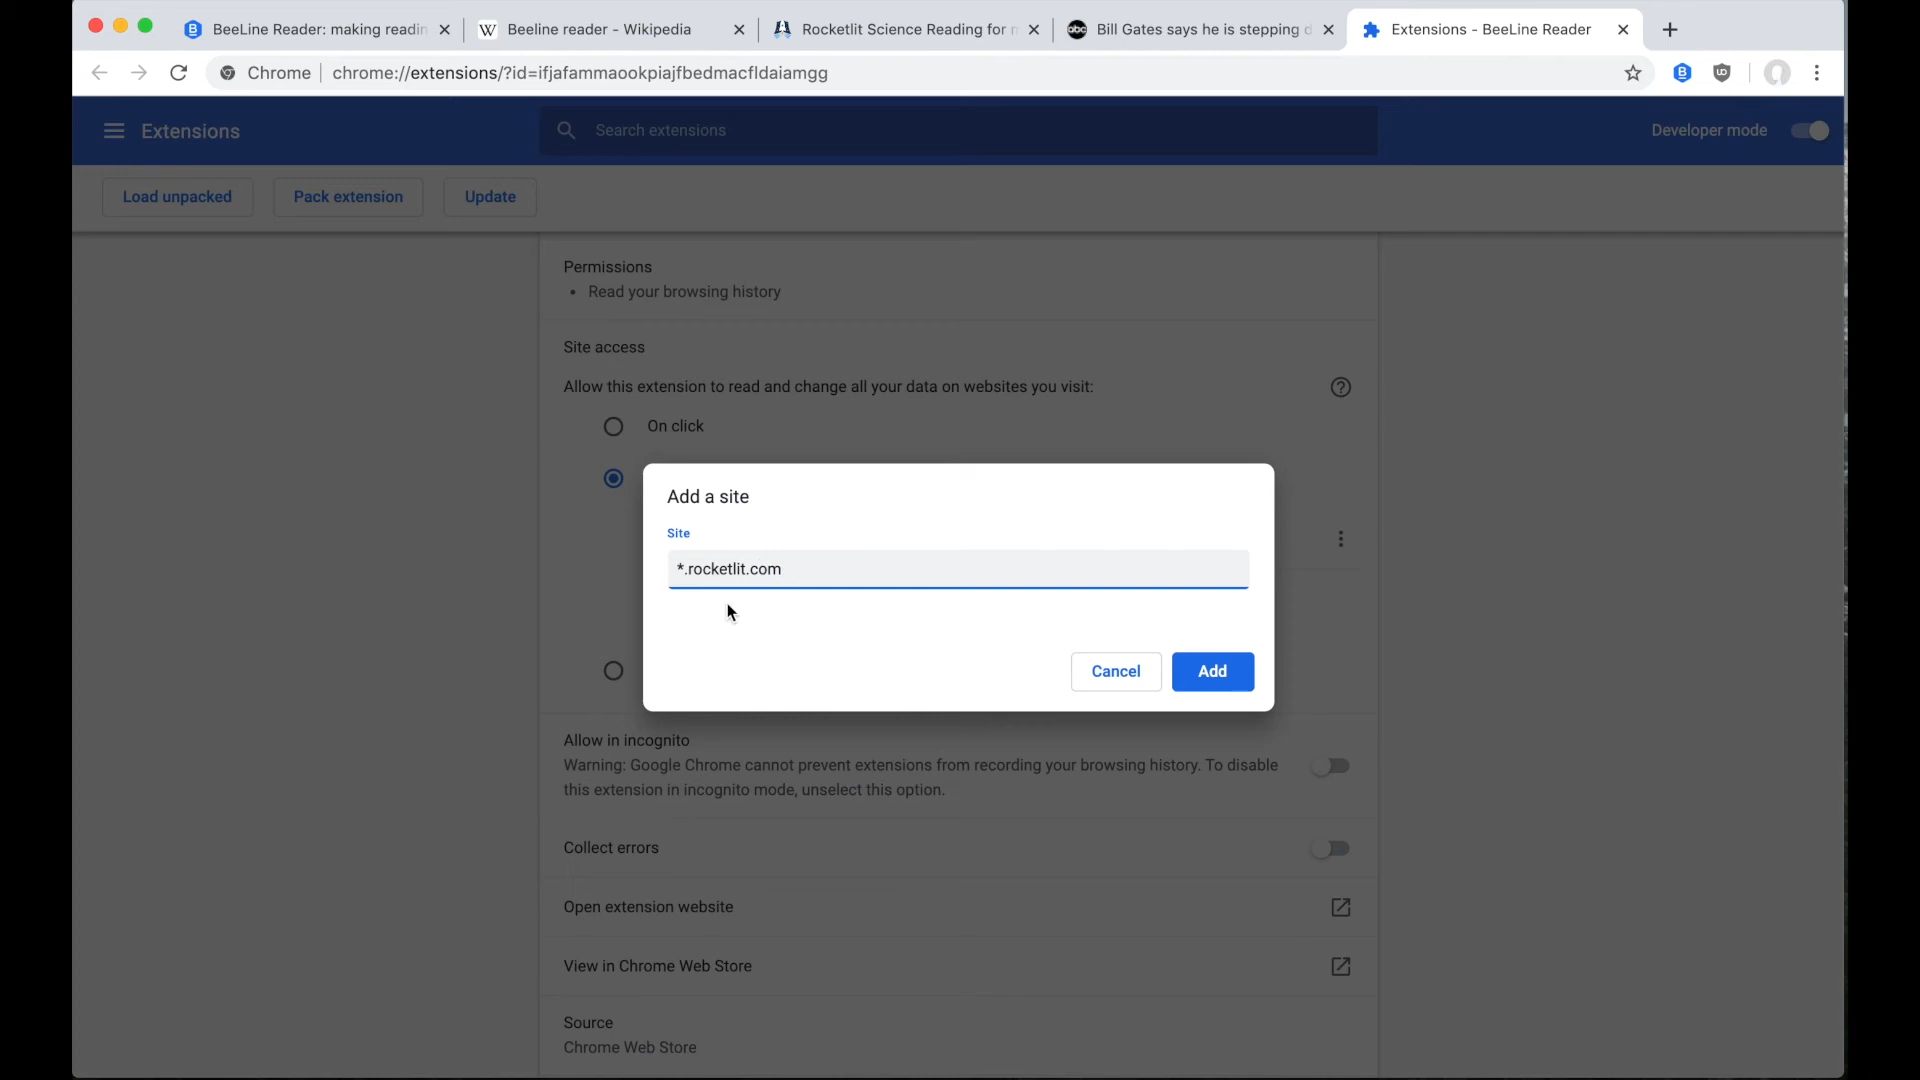 BeeLine Reader: making readin
Beeline reader - Wikipedia
Rocketlit Science Reading for
Bill Gates says he is stepping d
Extensions - BeeLine Reader
Chrome
chrome://extensions/?id=ifjafammaookpiajfbedmacfldaiamgg
Extensions
Search extensions
Developer mode
Load unpacked
Pack extension
Update
Permissions
• Read your browsing history
Site access
Allow this extension to read and change all your data on websites you visit:
On click
Add a site
Site
*.rocketlit.com
Cancel
Add
Allow in incognito
Warning: Google Chrome cannot prevent extensions from recording your browsing history. To disable
this extension in incognito mode, unselect this option.
Collect errors
Open extension website
View in Chrome Web Store
Source
Chrome Web Store